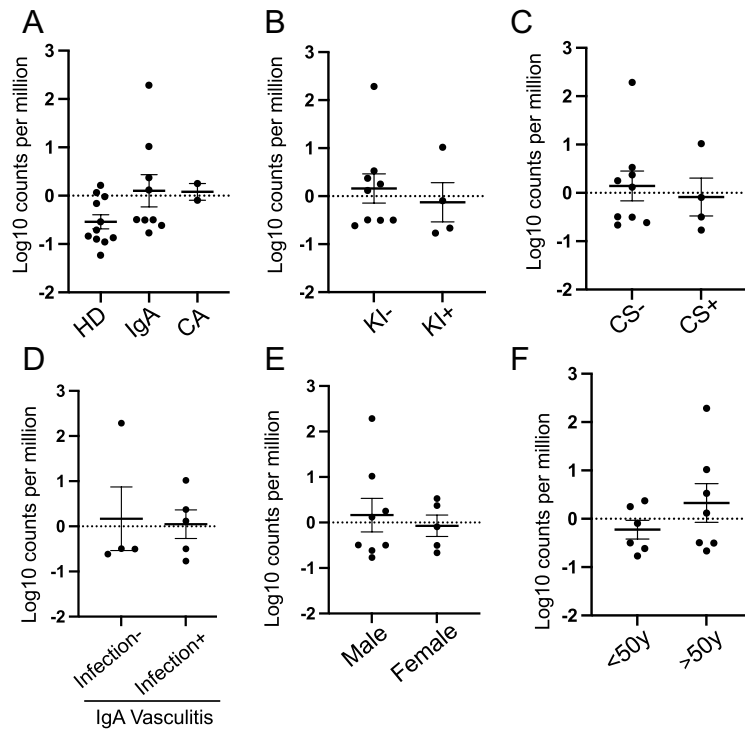 A
Log10 counts per million
3
2
1
0
-1
-2
HD
IgA
CA
B
Log10 counts per million
3
2
1
0
-1
-2
KI-
KI+
C
Log10 counts per million
3
2
1
0
-1
-2
CS-
CS+
D
Log10 counts per million
3
2
1
0
-1
-2
Infection-
Infection+
IgA Vasculitis
E
Log10 counts per million
3
2
1
0
-1
-2
Male
Female
F
Log10 counts per million
3
2
1
0
-1
-2
<50y
>50y